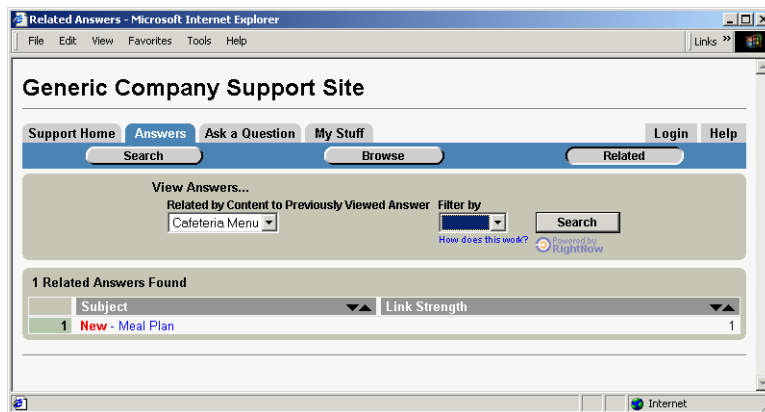 Related Answers - Microsoft Internet Explorer
File Edit View Favorites Tools Help Links »
Generic Company Support Site
Support Home Answers Ask a Question My Stuff Login Help
Search Browse Related
View Answers...
Related by Content to Previously Viewed Answer Filter by
Cafeteria Menu Search
How does this work? Powered by
RightNow
1 Related Answers Found
Subject Link Strength
1 New - Meal Plan 1
Internet